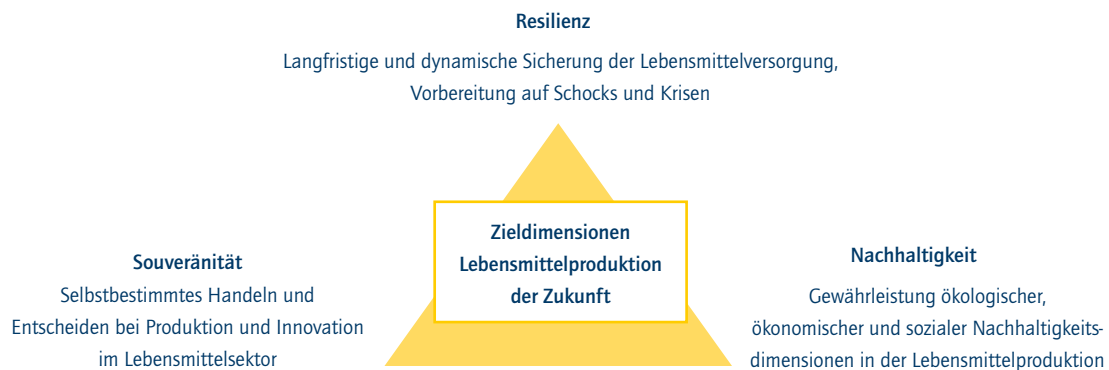 Resilienz
Langfristige und dynamische Sicherung der Lebensmittelversorgung,
Vorbereitung auf Schocks und Krisen
Zieldimensionen
Lebensmittelproduktion
der Zukunft
Souveränität
Selbstbestimmtes Handeln und
Entscheiden bei Produktion und Innovation
im Lebensmittelsektor
Nachhaltigkeit
Gewährleistung ökologischer,
ökonomischer und sozialer Nachhaltigkeits-
dimensionen in der Lebensmittelproduktion